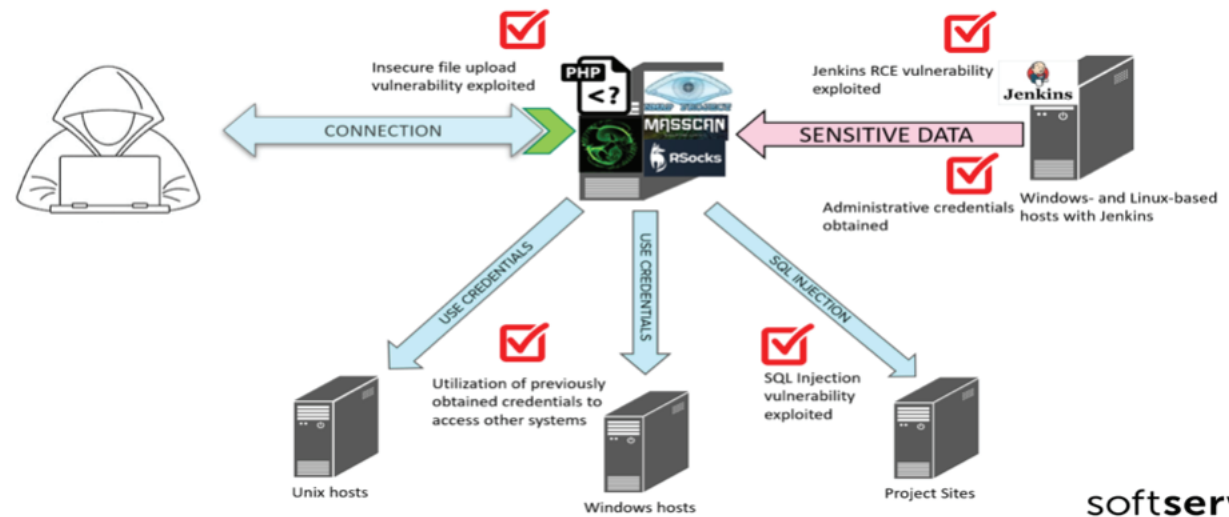 Insecure file upload
vulnerability exploited
PHP
<?
MASSCAN
RSocks
CONNECTION
Jenkins RCE vulnerability
exploited
Jenkins
SENSITIVE DATA
Administrative credentials
obtained
Windows- and Linux-based
hosts with Jenkins
USE CREDENTIALS
USE CREDENTIALS
SQL INJECTION
Utilization of previously
obtained credentials to
access other systems
SQL Injection
vulnerability
exploited
Unix hosts
Windows hosts
Project Sites
softser